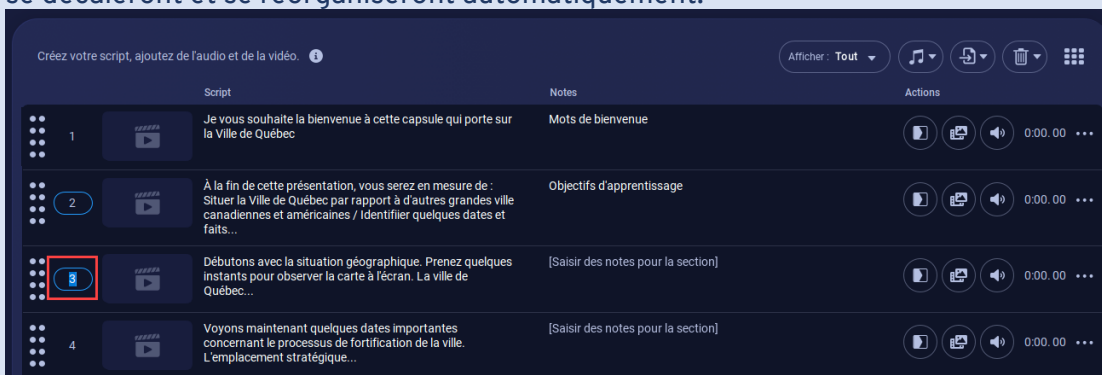 se décaleront et se réorganiseront automatiquement.
Créez votre script, ajoutez de l'audio et de la vidéo.
Afficher : Tout
Script Notes Actions
1
Je vous souhaite la bienvenue à cette capsule qui porte sur
la Ville de Québec
Mots de bienvenue
0:00.00
2
À la fin de cette présentation, vous serez en mesure de :
Situer la Ville de Québec par rapport à d'autres grandes ville
canadiennes et américaines / Identifiier quelques dates et
faits...
Objectifs d'apprentissage
0:00.00
3
Débutons avec la situation géographique. Prenez quelques
instants pour observer la carte à l'écran. La ville de
Québec...
[Saisir des notes pour la section]
0:00.00
4
Voyons maintenant quelques dates importantes
concernant le processus de fortification de la ville.
L'emplacement stratégique...
[Saisir des notes pour la section]
0:00.00